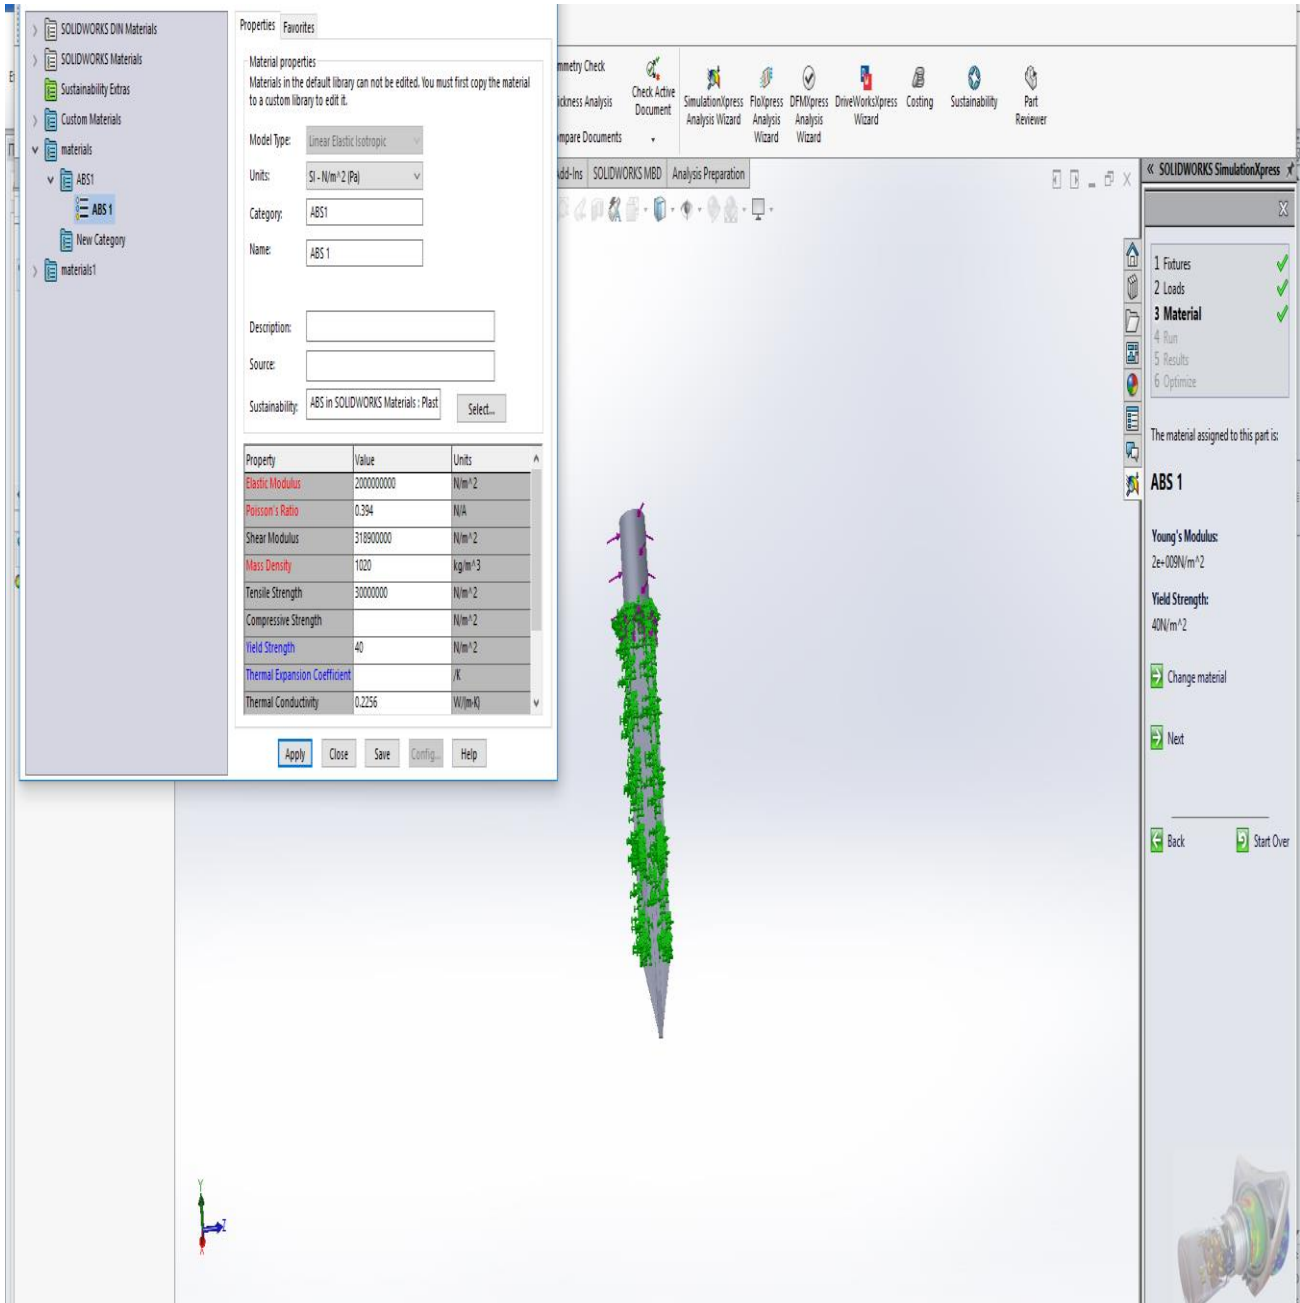 SOLIDWORKS DIN Materials
SOLIDWORKS Materials
Sustainability Extras
Custom Materials
materials
ABS1
ABS 1
New Category
materials1
Properties Favorites
Material properties
Materials in the default library can not be edited. You must first copy the material
to a custom library to edit it.
Model Type: Linear Elastic Isotropic
Units: SI - N/m^2 (Pa)
Category: ABS1
Name: ABS 1
Description:
Source:
Sustainability: ABS in SOLIDWORKS Materials : Plast Select...
Property Value Units
Elastic Modulus 2000000000 N/m^2
Poisson's Ratio 0.394 N/A
Shear Modulus 318900000 N/m^2
Mass Density 1020 kg/m^3
Tensile Strength 30000000 N/m^2
Compressive Strength N/m^2
Yield Strength 40 N/m^2
Thermal Expansion Coefficient /K
Thermal Conductivity 0.2256 W/(m·K)
Apply Close Save Config... Help
mmetry Check
ickness Analysis
mpare Documents
Check Active
Document
SimulationXpress
Analysis Wizard
FloXpress
Analysis
Wizard
DFMXpress
Analysis
Wizard
DriveWorksXpress
Wizard
Costing
Sustainability
Part
Reviewer
dd-Ins SOLIDWORKS MBD Analysis Preparation
Y
Z
X
« SOLIDWORKS SimulationXpress
1 Fixtures
2 Loads
3 Material
4 Run
5 Results
6 Optimize
The material assigned to this part is:
ABS 1
Young's Modulus:
2e+009N/m^2
Yield Strength:
40N/m^2
Change material
Next
Back Start Over